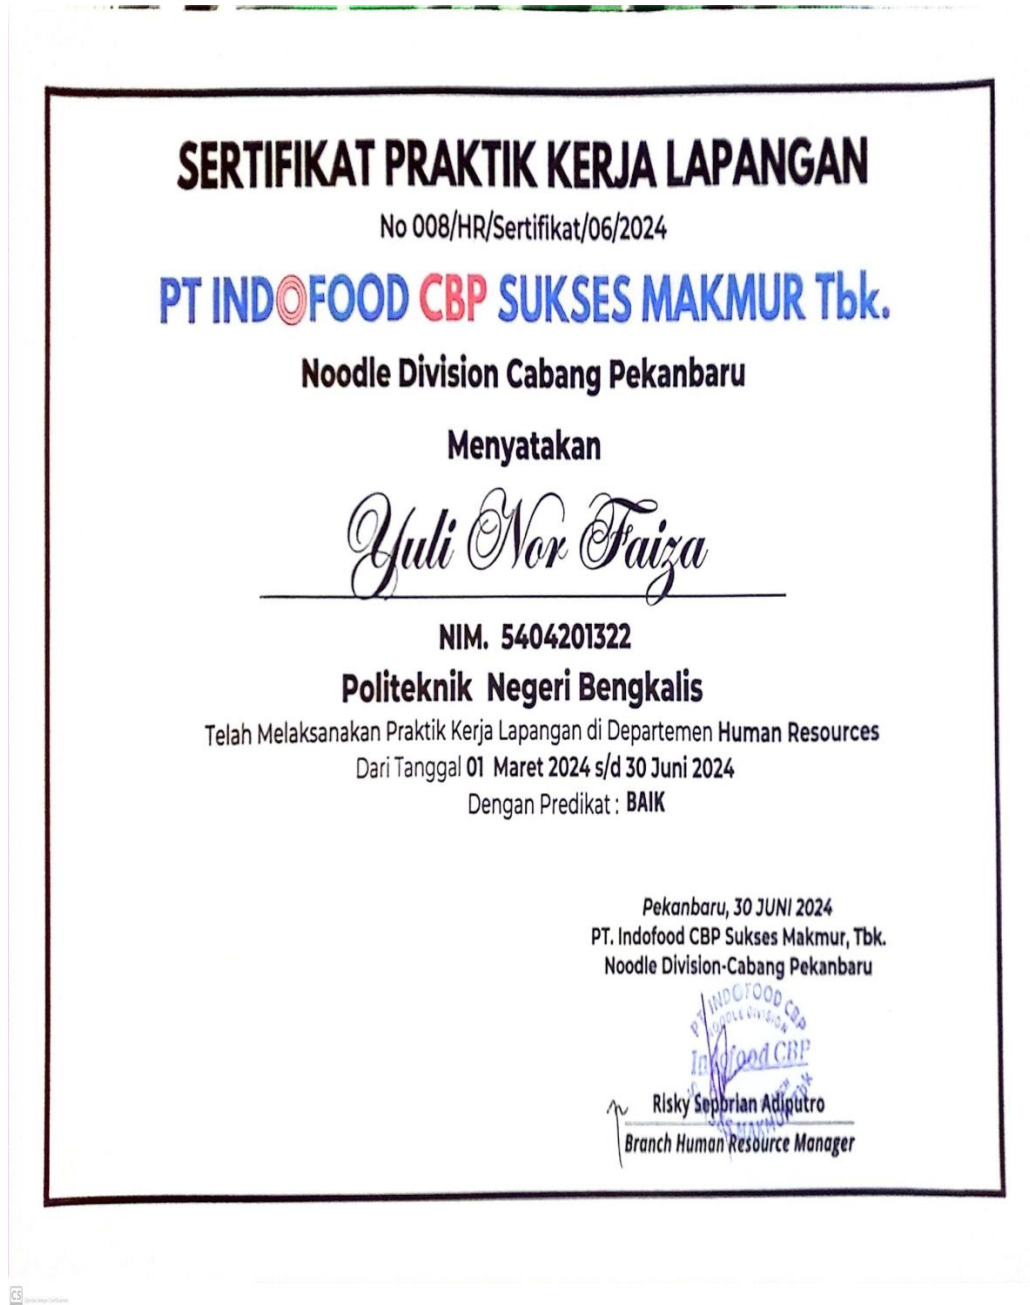 SERTIFIKAT PRAKTIK KERJA LAPANGAN
No 008/HR/Sertifikat/06/2024
PT INDOFOOD CBP SUKSES MAKMUR Tbk.
Noodle Division Cabang Pekanbaru
Menyatakan
Yuli Nor Faiza
NIM. 5404201322
Politeknik Negeri Bengkalis
Telah Melaksanakan Praktik Kerja Lapangan di Departemen Human Resources
Dari Tanggal 01 Maret 2024 s/d 30 Juni 2024
Dengan Predikat : BAIK
Pekanbaru, 30 JUNI 2024
PT. Indofood CBP Sukses Makmur, Tbk.
Noodle Division-Cabang Pekanbaru
PT INDOFOOD CBP
NOODLE DIVISION
Indofood CBP
MAKMUR Tbk
Risky Sepbrian Adiputro
Branch Human Resource Manager
CS